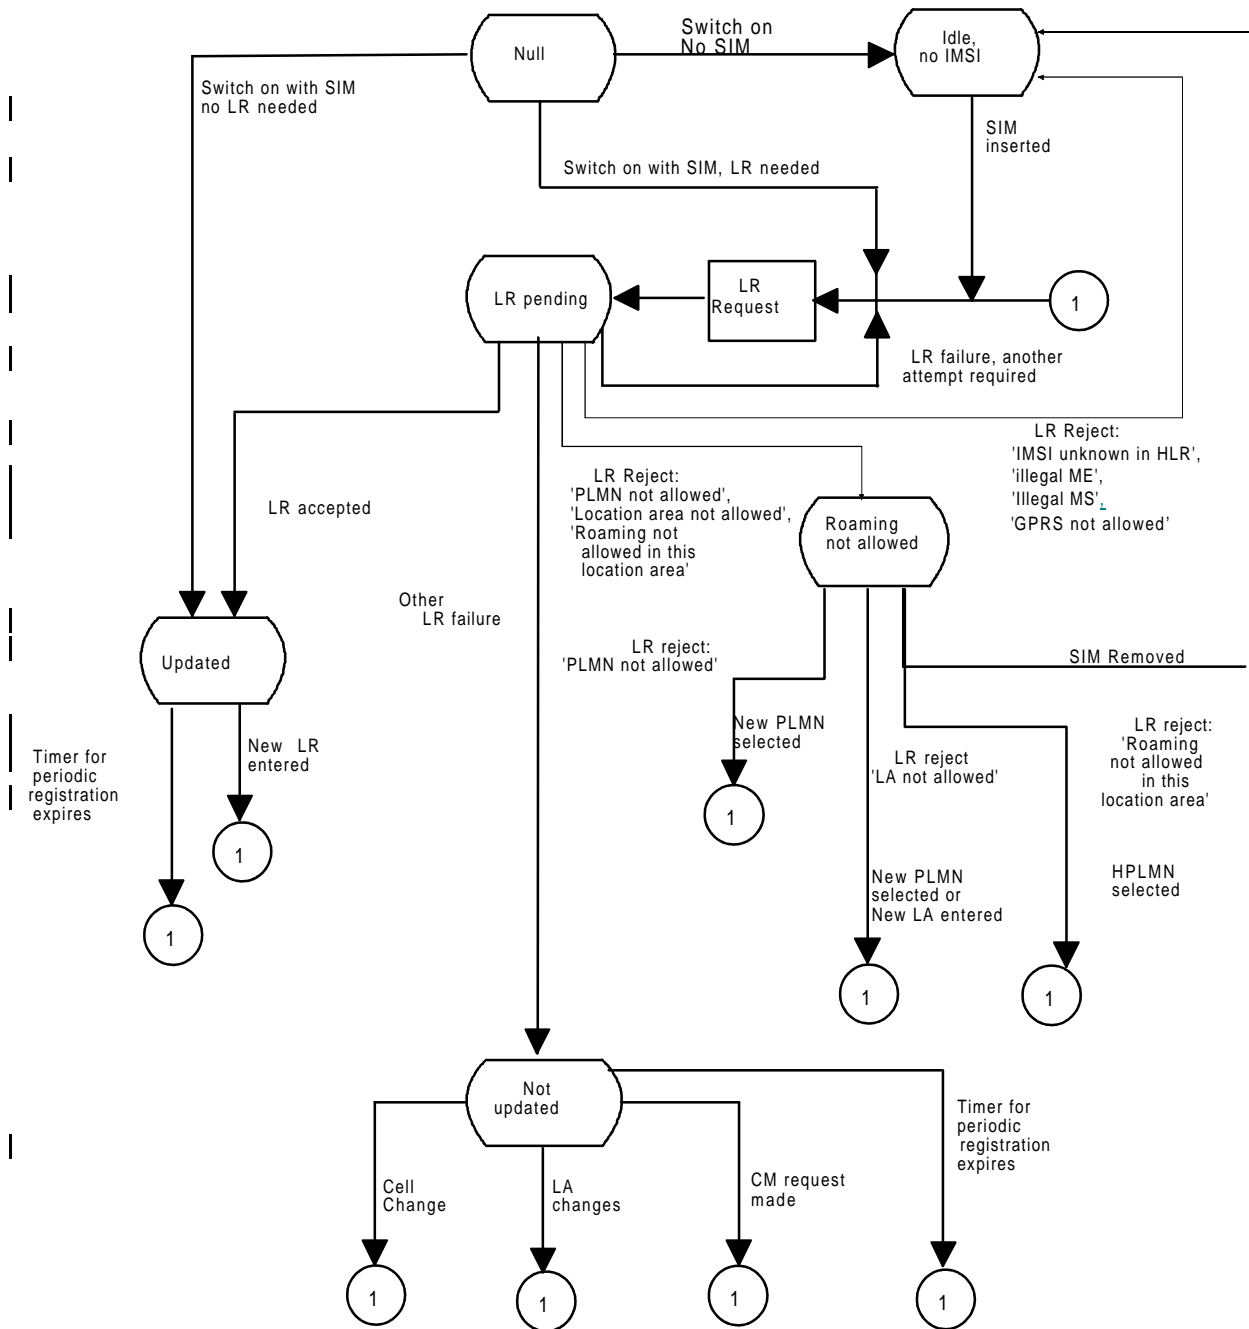 Switch on
No SIM
Null
Idle,
no IMSI
Switch on with SIM
no LR needed
SIM
inserted
Switch on with SIM, LR needed
LR pending
LR
Request
1
LR failure, another
attempt required
LR Reject:
'IMSI unknown in HLR',
'illegal ME',
'Illegal MS',
'GPRS not allowed'
LR Reject:
'PLMN not allowed',
'Location area not allowed',
'Roaming not
allowed in this
location area'
LR accepted
Roaming
not allowed
Other
LR failure
Updated
LR reject:
'PLMN not allowed'
SIM Removed
New PLMN
selected
LR reject
'LA not allowed'
LR reject:
'Roaming
not allowed
in this
location area'
Timer for
periodic
registration
expires
New LR
entered
1
1
1
New PLMN
selected or
New LA entered
HPLMN
selected
1
1
Not
updated
Cell
Change
LA
changes
CM request
made
Timer for
periodic
registration
expires
1
1
1
1